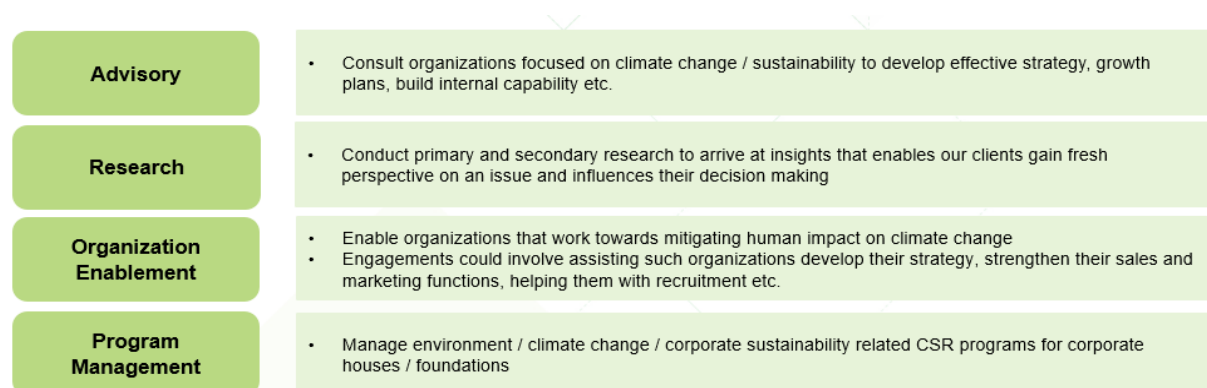 Advisory
• Consult organizations focused on climate change / sustainability to develop effective strategy, growth
plans, build internal capability etc.
Research
• Conduct primary and secondary research to arrive at insights that enables our clients gain fresh
perspective on an issue and influences their decision making
Organization
Enablement
• Enable organizations that work towards mitigating human impact on climate change
• Engagements could involve assisting such organizations develop their strategy, strengthen their sales and
marketing functions, helping them with recruitment etc.
Program
Management
• Manage environment / climate change / corporate sustainability related CSR programs for corporate
houses / foundations